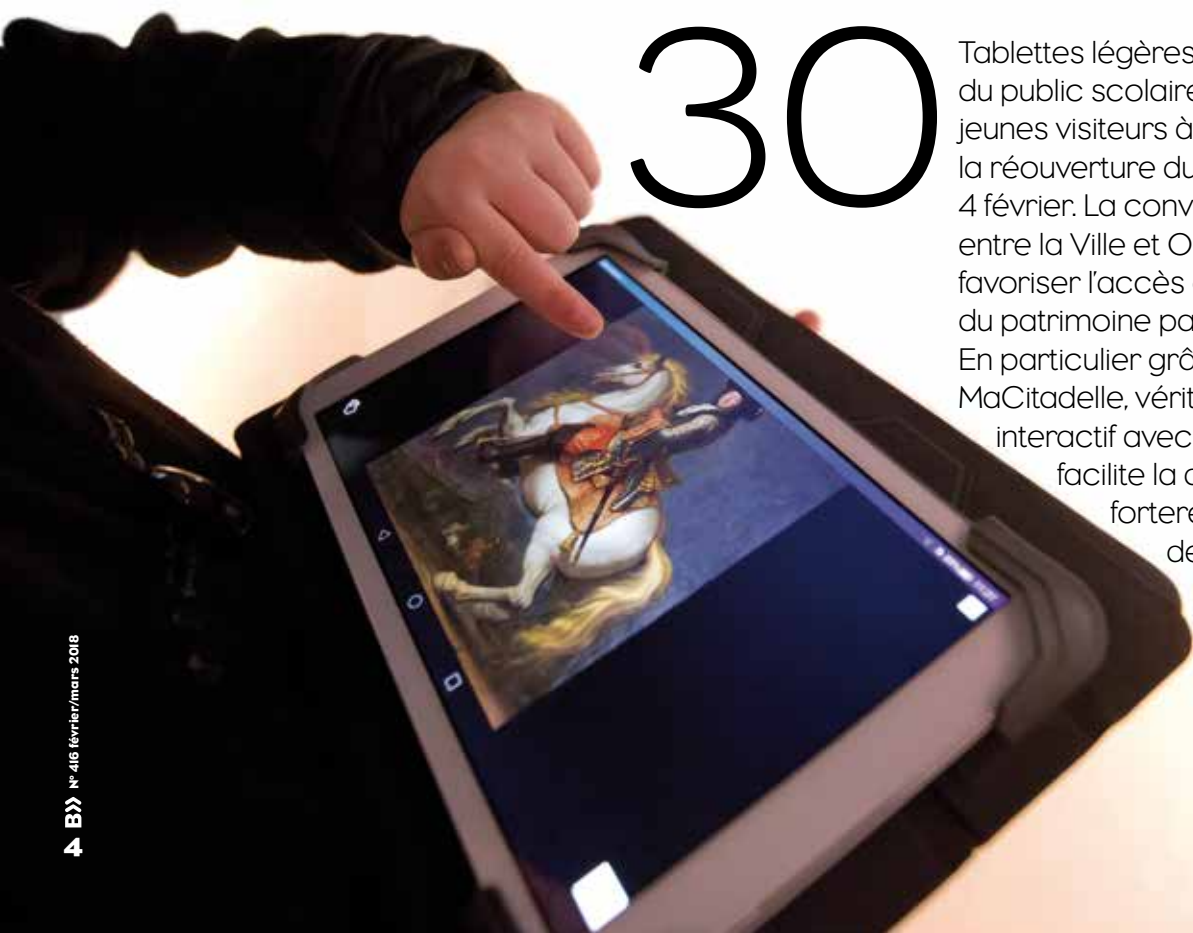 30
Tablettes légères
du public scolaire
jeunes visiteurs à
la réouverture du
4 février. La conv
entre la Ville et O
favoriser l'accès
du patrimoine pa
En particulier grâ
MaCitadelle, vérit
interactif avec
facilite la
fortere
de
4 B» N° 416 février/mars 2018